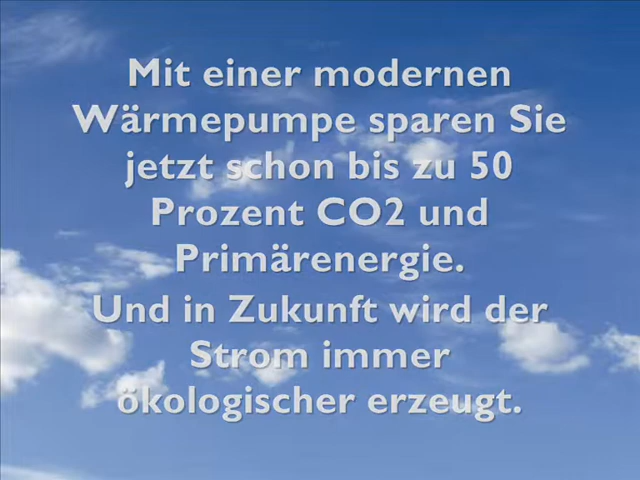 Mit einer modernen
Wärmepumpe sparen Sie
jetzt schon bis zu 50
Prozent CO2 und
Primärenergie.
Und in Zukunft wird der
Strom immer
ökologischer erzeugt.